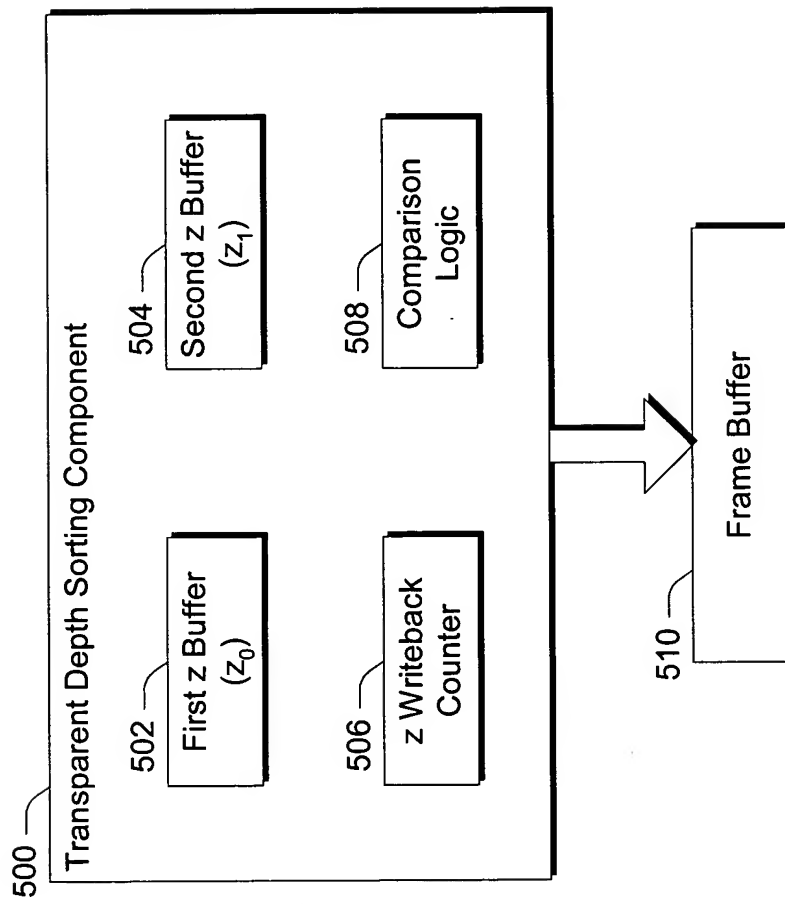 500
Transparent Depth Sorting Component
502
First z Buffer
(z₀)
504
Second z Buffer
(z₁)
506
z Writeback
Counter
508
Comparison
Logic
510
Frame Buffer